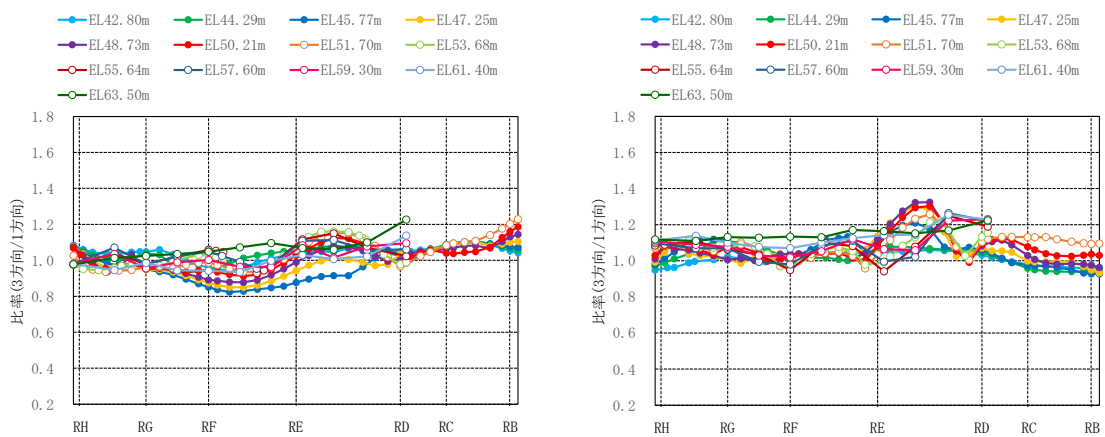 EL42.80m EL44.29m EL45.77m EL47.25m
EL48.73m EL50.21m EL51.70m EL53.68m
EL55.64m EL57.60m EL59.30m EL61.40m
EL63.50m
比率(3方向/1方向)
1.8
1.6
1.4
1.2
1.0
0.8
0.6
0.4
0.2
RH RG RF RE RD RC RB
EL42.80m EL44.29m EL45.77m EL47.25m
EL48.73m EL50.21m EL51.70m EL53.68m
EL55.64m EL57.60m EL59.30m EL61.40m
EL63.50m
比率(3方向/1方向)
1.8
1.6
1.4
1.2
1.0
0.8
0.6
0.4
0.2
RH RG RF RE RD RC RB